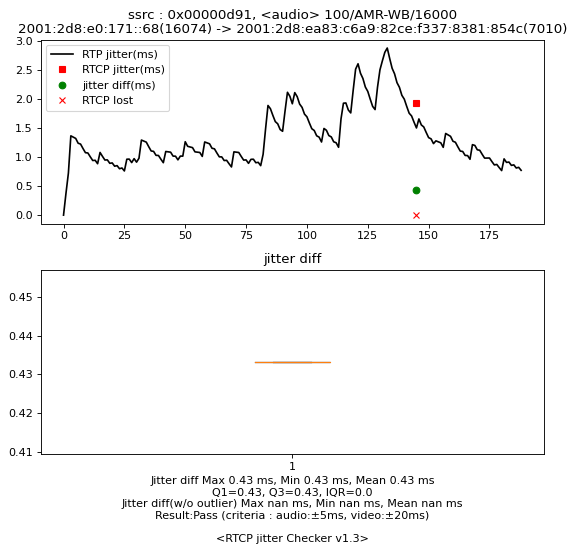 ssrc : 0x00000d91, <audio> 100/AMR-WB/16000
2001:2d8:e0:171::68(16074) -> 2001:2d8:ea83:c6a9:82ce:f337:8381:854c(7010)
3.0
2.5
2.0
1.5
1.0
0.5
0.0
RTP jitter(ms)
RTCP jitter(ms)
jitter diff(ms)
RTCP lost
0 25 50 75 100 125 150 175
jitter diff
0.45
0.44
0.43
0.42
0.41
1
Jitter diff Max 0.43 ms, Min 0.43 ms, Mean 0.43 ms
Q1=0.43, Q3=0.43, IQR=0.0
Jitter diff(w/o outlier) Max nan ms, Min nan ms, Mean nan ms
Result:Pass (criteria : audio:±5ms, video:±20ms)
<RTCP jitter Checker v1.3>